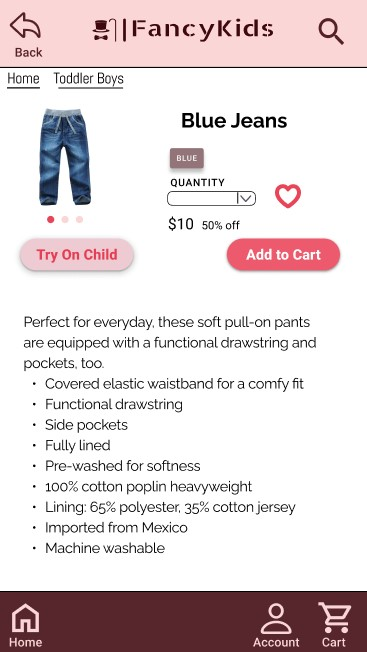 FancyKids
Back
Home Toddler Boys
Blue Jeans
BLUE
QUANTITY
$10 50% off
Try On Child
Add to Cart
Perfect for everyday, these soft pull-on pants
are equipped with a functional drawstring and
pockets, too.
• Covered elastic waistband for a comfy fit
• Functional drawstring
• Side pockets
• Fully lined
• Pre-washed for softness
• 100% cotton poplin heavyweight
• Lining: 65% polyester, 35% cotton jersey
• Imported from Mexico
• Machine washable
Home Account Cart